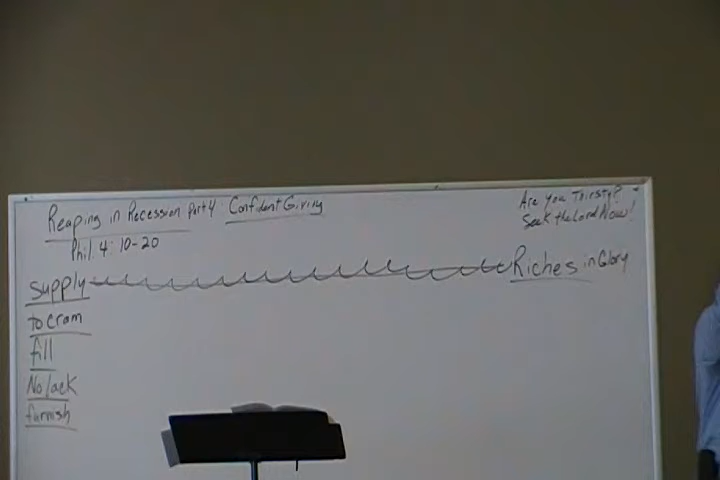 Reaping in Recession Part 4 Confident Giving
Are you Thirsty?
Seek the Lord Now!
Phil. 4:10-20
supply Riches in Glory
to cram
fill
No lack
furnish